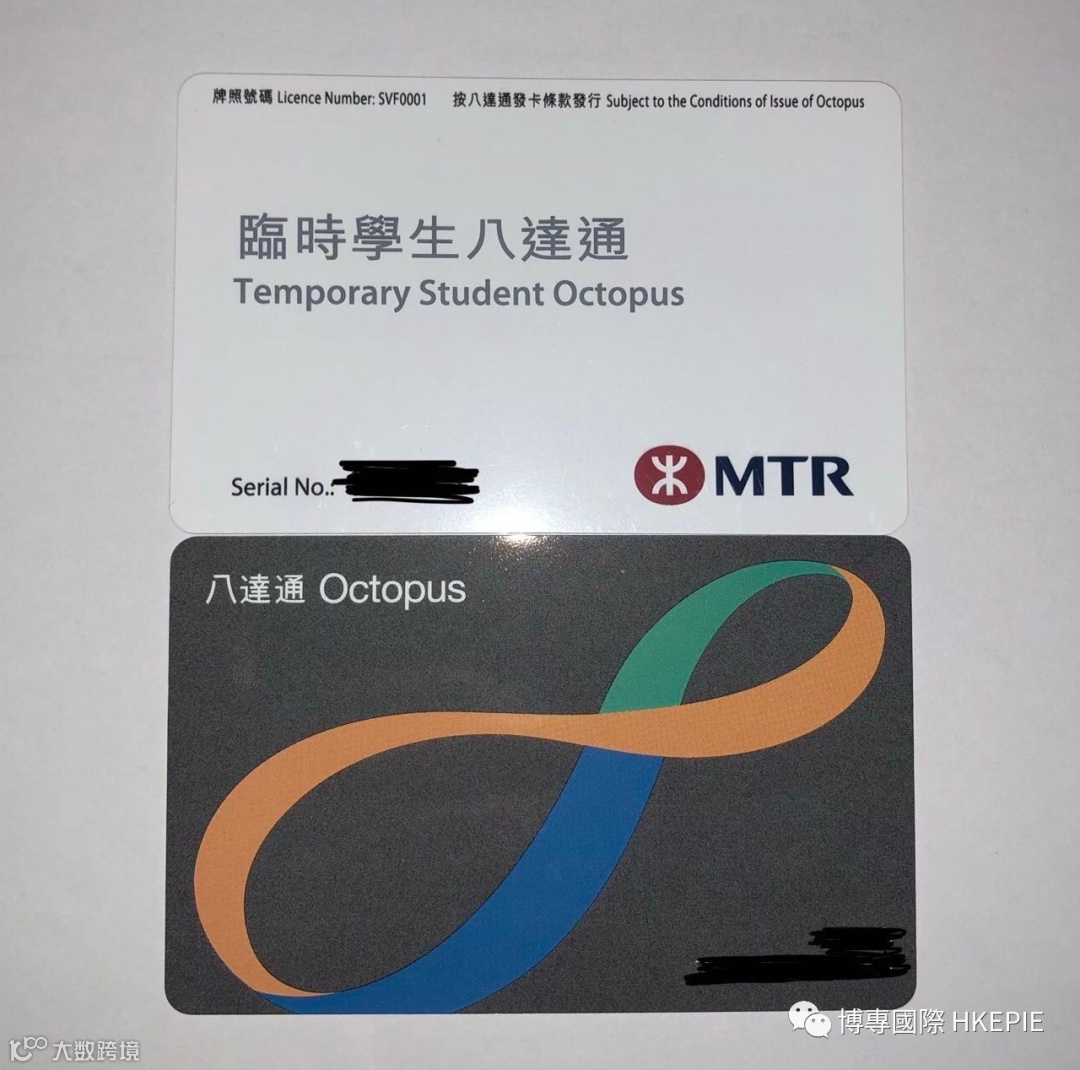 牌照號碼 Licence Number: SVF0001 按八達通發卡條款發行 Subject to the Conditions of Issue of Octopus
臨時學生八達通
Temporary Student Octopus
Serial No.:
MTR
八達通 Octopus
博專國際 HKEPIE
大数跨境